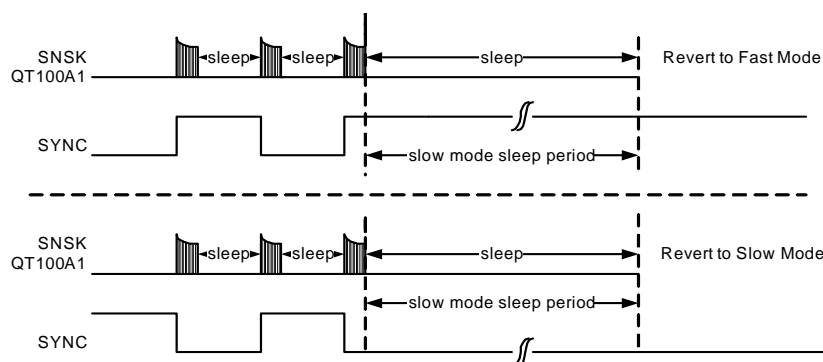 SNSK
QT100A1
sleep
sleep
sleep
Revert to Fast Mode
SYNC
slow mode sleep period
SNSK
QT100A1
sleep
sleep
sleep
Revert to Slow Mode
slow mode sleep period
SYNC